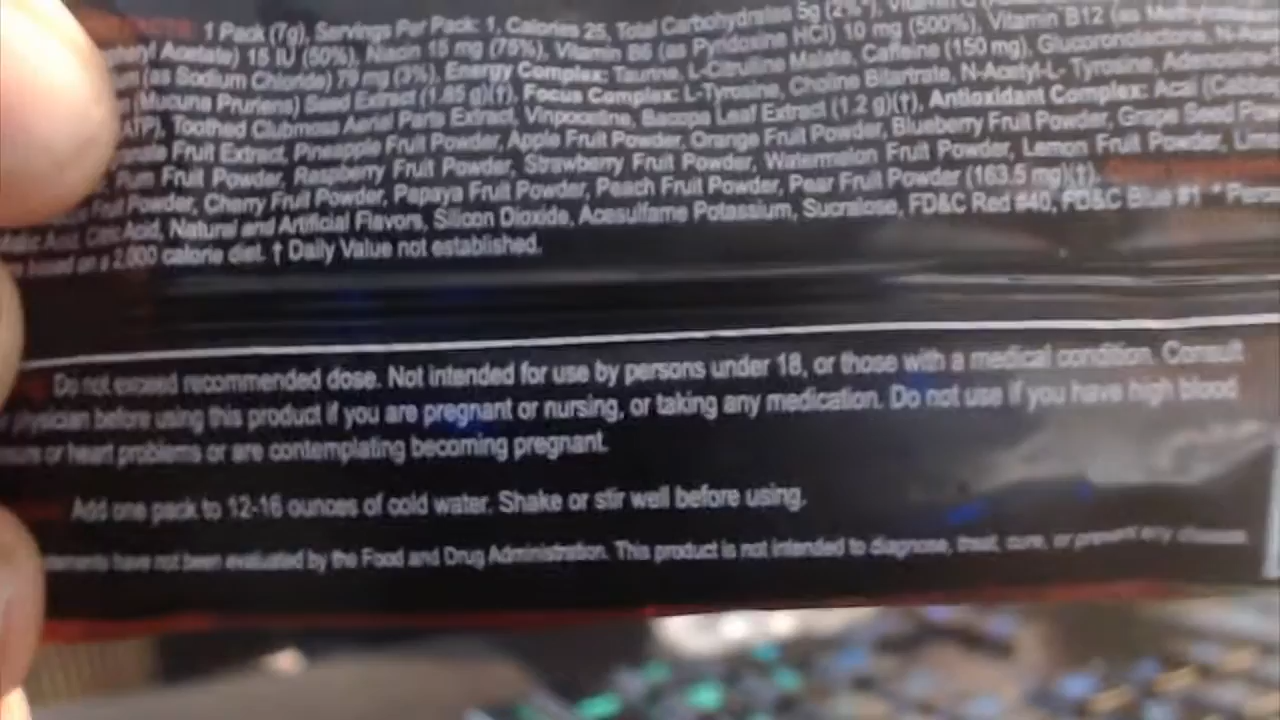 1 Pack (7g), Servings Per Pack: 1, Calories 25, Total Carbohydrates 5g (2%*), Vitamin C
Acetate) 15 IU (50%), Niacin 15 mg (75%), Vitamin B6 (as Pyridoxine HCl) 10 mg (500%), Vitamin B12 (as
(as Sodium Chloride) 79 mg (3%), Energy Complex: Taurine, L-Citrulline Malate, Caffeine (150 mg), Glucuronolactone,
(Mucuna Pruriens) Seed Extract (1.85 g)(†), Focus Complex: L-Tyrosine, Choline Bitartrate, N-Acetyl-L- Tyrosine,
ATP), Toothed Clubmoss Aerial Parts Extract, Vinpocetine, Bacopa Leaf Extract (1.2 g)(†), Antioxidant Complex: Acai
Fruit Extract, Pineapple Fruit Powder, Apple Fruit Powder, Orange Fruit Powder, Blueberry Fruit Powder, Grape Seed
Plum Fruit Powder, Raspberry Fruit Powder, Strawberry Fruit Powder, Watermelon Fruit Powder, Lemon Fruit Powder,
Fruit Powder, Cherry Fruit Powder, Papaya Fruit Powder, Peach Fruit Powder, Pear Fruit Powder (163.5 mg)(†).
Malic Acid, Citric Acid, Natural and Artificial Flavors, Silicon Dioxide, Acesulfame Potassium, Sucralose, FD&C Red #40, FD&C Blue #1 *
based on a 2,000 calorie diet. † Daily Value not established.
Do not exceed recommended dose. Not intended for use by persons under 18, or those with a medical condition. Consult
physician before using this product if you are pregnant or nursing, or taking any medication. Do not use if you have high blood
or heart problems or are contemplating becoming pregnant.
Add one pack to 12-16 ounces of cold water. Shake or stir well before using.
have not been evaluated by the Food and Drug Administration. This product is not intended to diagnose, treat, cure, or prevent any disease.